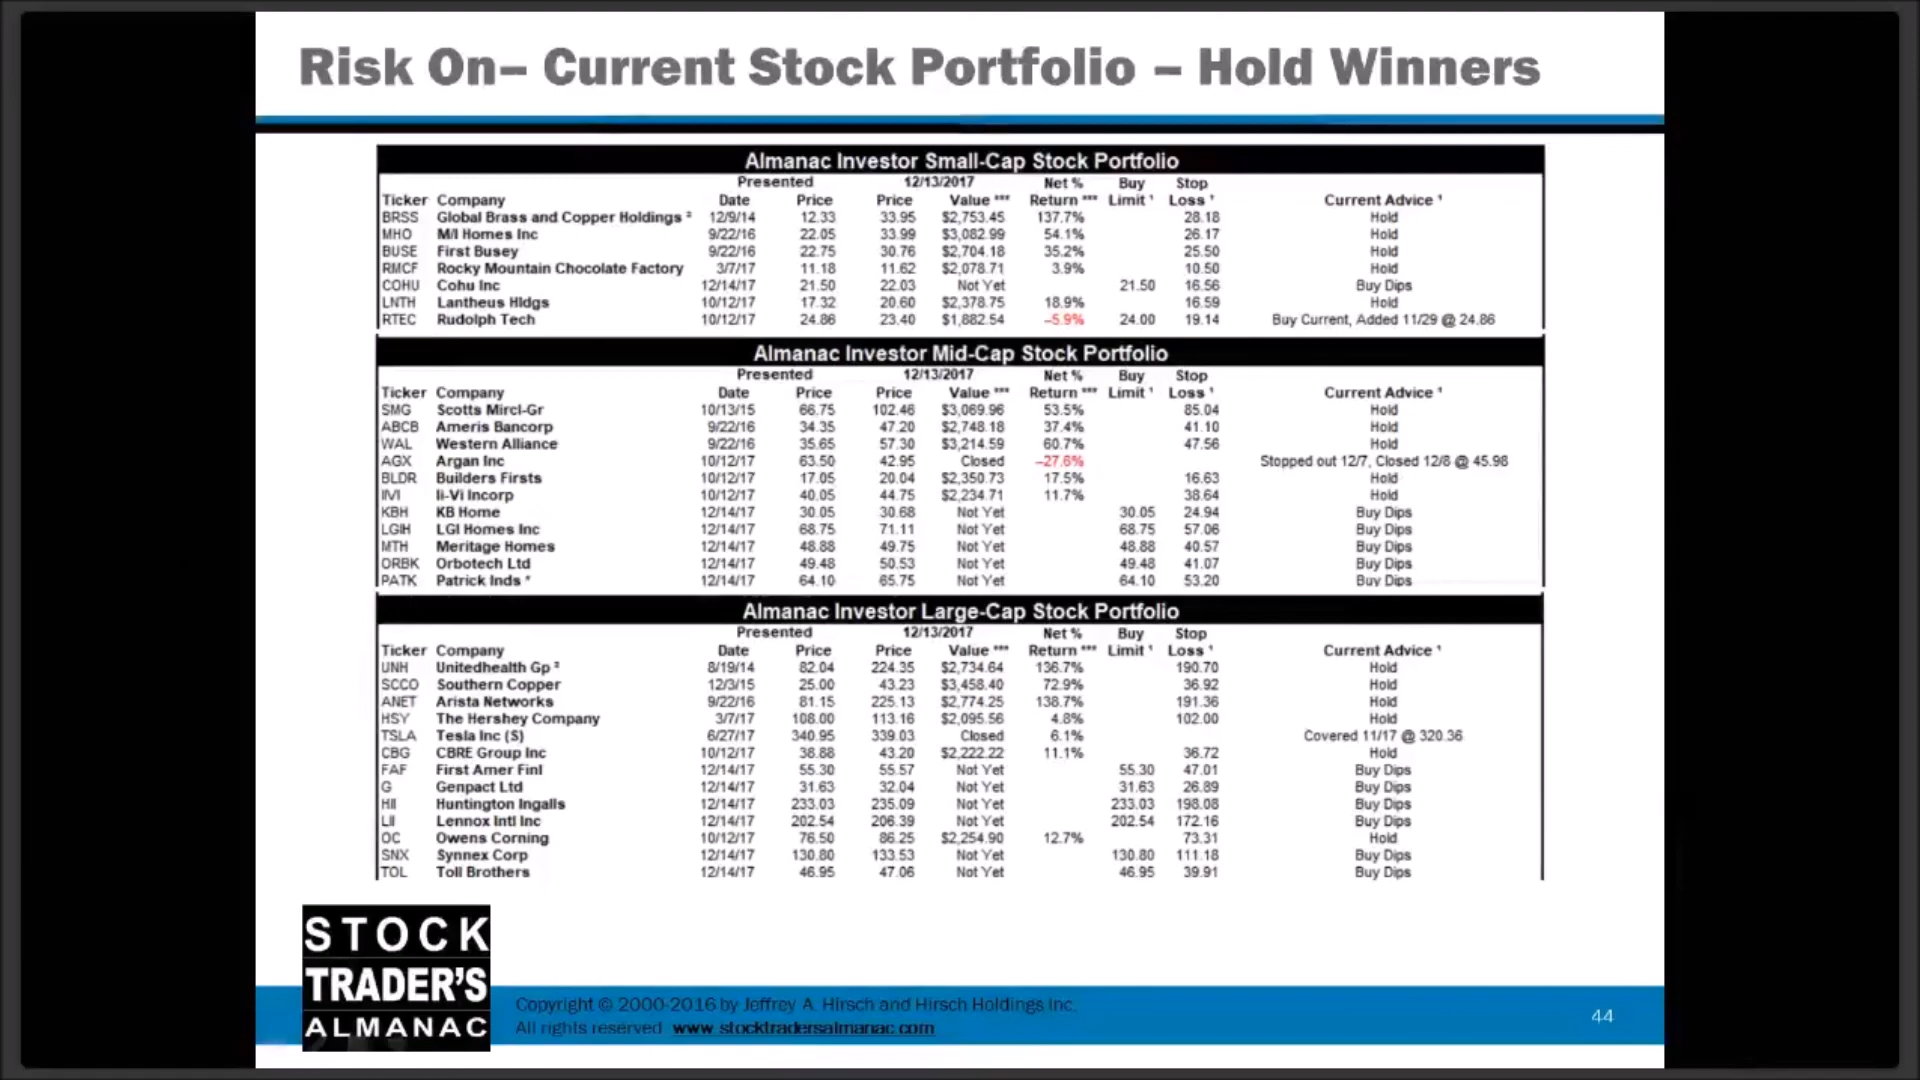 Risk On– Current Stock Portfolio – Hold Winners
Almanac Investor Small-Cap Stock Portfolio
Presented 12/13/2017 Net % Buy Stop
Ticker Company Date Price Price Value *** Return *** Limit ¹ Loss ¹ Current Advice ¹
BRSS Global Brass and Copper Holdings ² 12/9/14 12.33 33.95 $2,753.45 137.7% 28.18 Hold
MHO M/I Homes Inc 9/22/16 22.05 33.99 $3,082.99 54.1% 26.17 Hold
BUSE First Busey 9/22/16 22.75 30.76 $2,704.18 35.2% 25.50 Hold
RMCF Rocky Mountain Chocolate Factory 3/7/17 11.18 11.62 $2,078.71 3.9% 10.50 Hold
COHU Cohu Inc 12/14/17 21.50 22.03 Not Yet 21.50 16.56 Buy Dips
LNTH Lantheus Hldgs 10/12/17 17.32 20.60 $2,378.75 18.9% 16.59 Hold
RTEC Rudolph Tech 10/12/17 24.86 23.40 $1,882.54 –5.9% 24.00 19.14 Buy Current, Added 11/29 @ 24.86
Almanac Investor Mid-Cap Stock Portfolio
Presented 12/13/2017 Net % Buy Stop
Ticker Company Date Price Price Value *** Return *** Limit ¹ Loss ¹ Current Advice ¹
SMG Scotts Mircl-Gr 10/13/15 66.75 102.46 $3,069.96 53.5% 85.04 Hold
ABCB Ameris Bancorp 9/22/16 34.35 47.20 $2,748.18 37.4% 41.10 Hold
WAL Western Alliance 9/22/16 35.65 57.30 $3,214.59 60.7% 47.56 Hold
AGX Argan Inc 10/12/17 63.50 42.95 Closed –27.6% Stopped out 12/7, Closed 12/8 @ 45.98
BLDR Builders Firsts 10/12/17 17.05 20.04 $2,350.73 17.5% 16.63 Hold
IIVI Ii-Vi Incorp 10/12/17 40.05 44.75 $2,234.71 11.7% 38.64 Hold
KBH KB Home 12/14/17 30.05 30.68 Not Yet 30.05 24.94 Buy Dips
LGIH LGI Homes Inc 12/14/17 68.75 71.11 Not Yet 68.75 57.06 Buy Dips
MTH Meritage Homes 12/14/17 48.88 49.75 Not Yet 48.88 40.57 Buy Dips
ORBK Orbotech Ltd 12/14/17 49.48 50.53 Not Yet 49.48 41.07 Buy Dips
PATK Patrick Inds * 12/14/17 64.10 65.75 Not Yet 64.10 53.20 Buy Dips
Almanac Investor Large-Cap Stock Portfolio
Presented 12/13/2017 Net % Buy Stop
Ticker Company Date Price Price Value *** Return *** Limit ¹ Loss ¹ Current Advice ¹
UNH Unitedhealth Gp ² 8/19/14 82.04 224.35 $2,734.64 136.7% 190.70 Hold
SCCO Southern Copper 12/3/15 25.00 43.23 $3,458.40 72.9% 36.92 Hold
ANET Arista Networks 9/22/16 81.15 225.13 $2,774.25 138.7% 191.36 Hold
HSY The Hershey Company 3/7/17 108.00 113.16 $2,095.56 4.8% 102.00 Hold
TSLA Tesla Inc (S) 6/27/17 340.95 339.03 Closed 6.1% Covered 11/17 @ 320.36
CBG CBRE Group Inc 10/12/17 38.88 43.20 $2,222.22 11.1% 36.72 Hold
FAF First Amer Finl 12/14/17 55.30 55.57 Not Yet 55.30 47.01 Buy Dips
G Genpact Ltd 12/14/17 31.63 32.04 Not Yet 31.63 26.89 Buy Dips
HII Huntington Ingalls 12/14/17 233.03 235.09 Not Yet 233.03 198.08 Buy Dips
LII Lennox Intl Inc 12/14/17 202.54 206.39 Not Yet 202.54 172.16 Buy Dips
OC Owens Corning 10/12/17 76.50 86.25 $2,254.90 12.7% 73.31 Hold
SNX Synnex Corp 12/14/17 130.80 133.53 Not Yet 130.80 111.18 Buy Dips
TOL Toll Brothers 12/14/17 46.95 47.06 Not Yet 46.95 39.91 Buy Dips
STOCK
TRADER'S
ALMANAC
Copyright © 2000-2016 by Jeffrey A. Hirsch and Hirsch Holdings Inc.
All rights reserved www.stocktradersalmanac.com
44